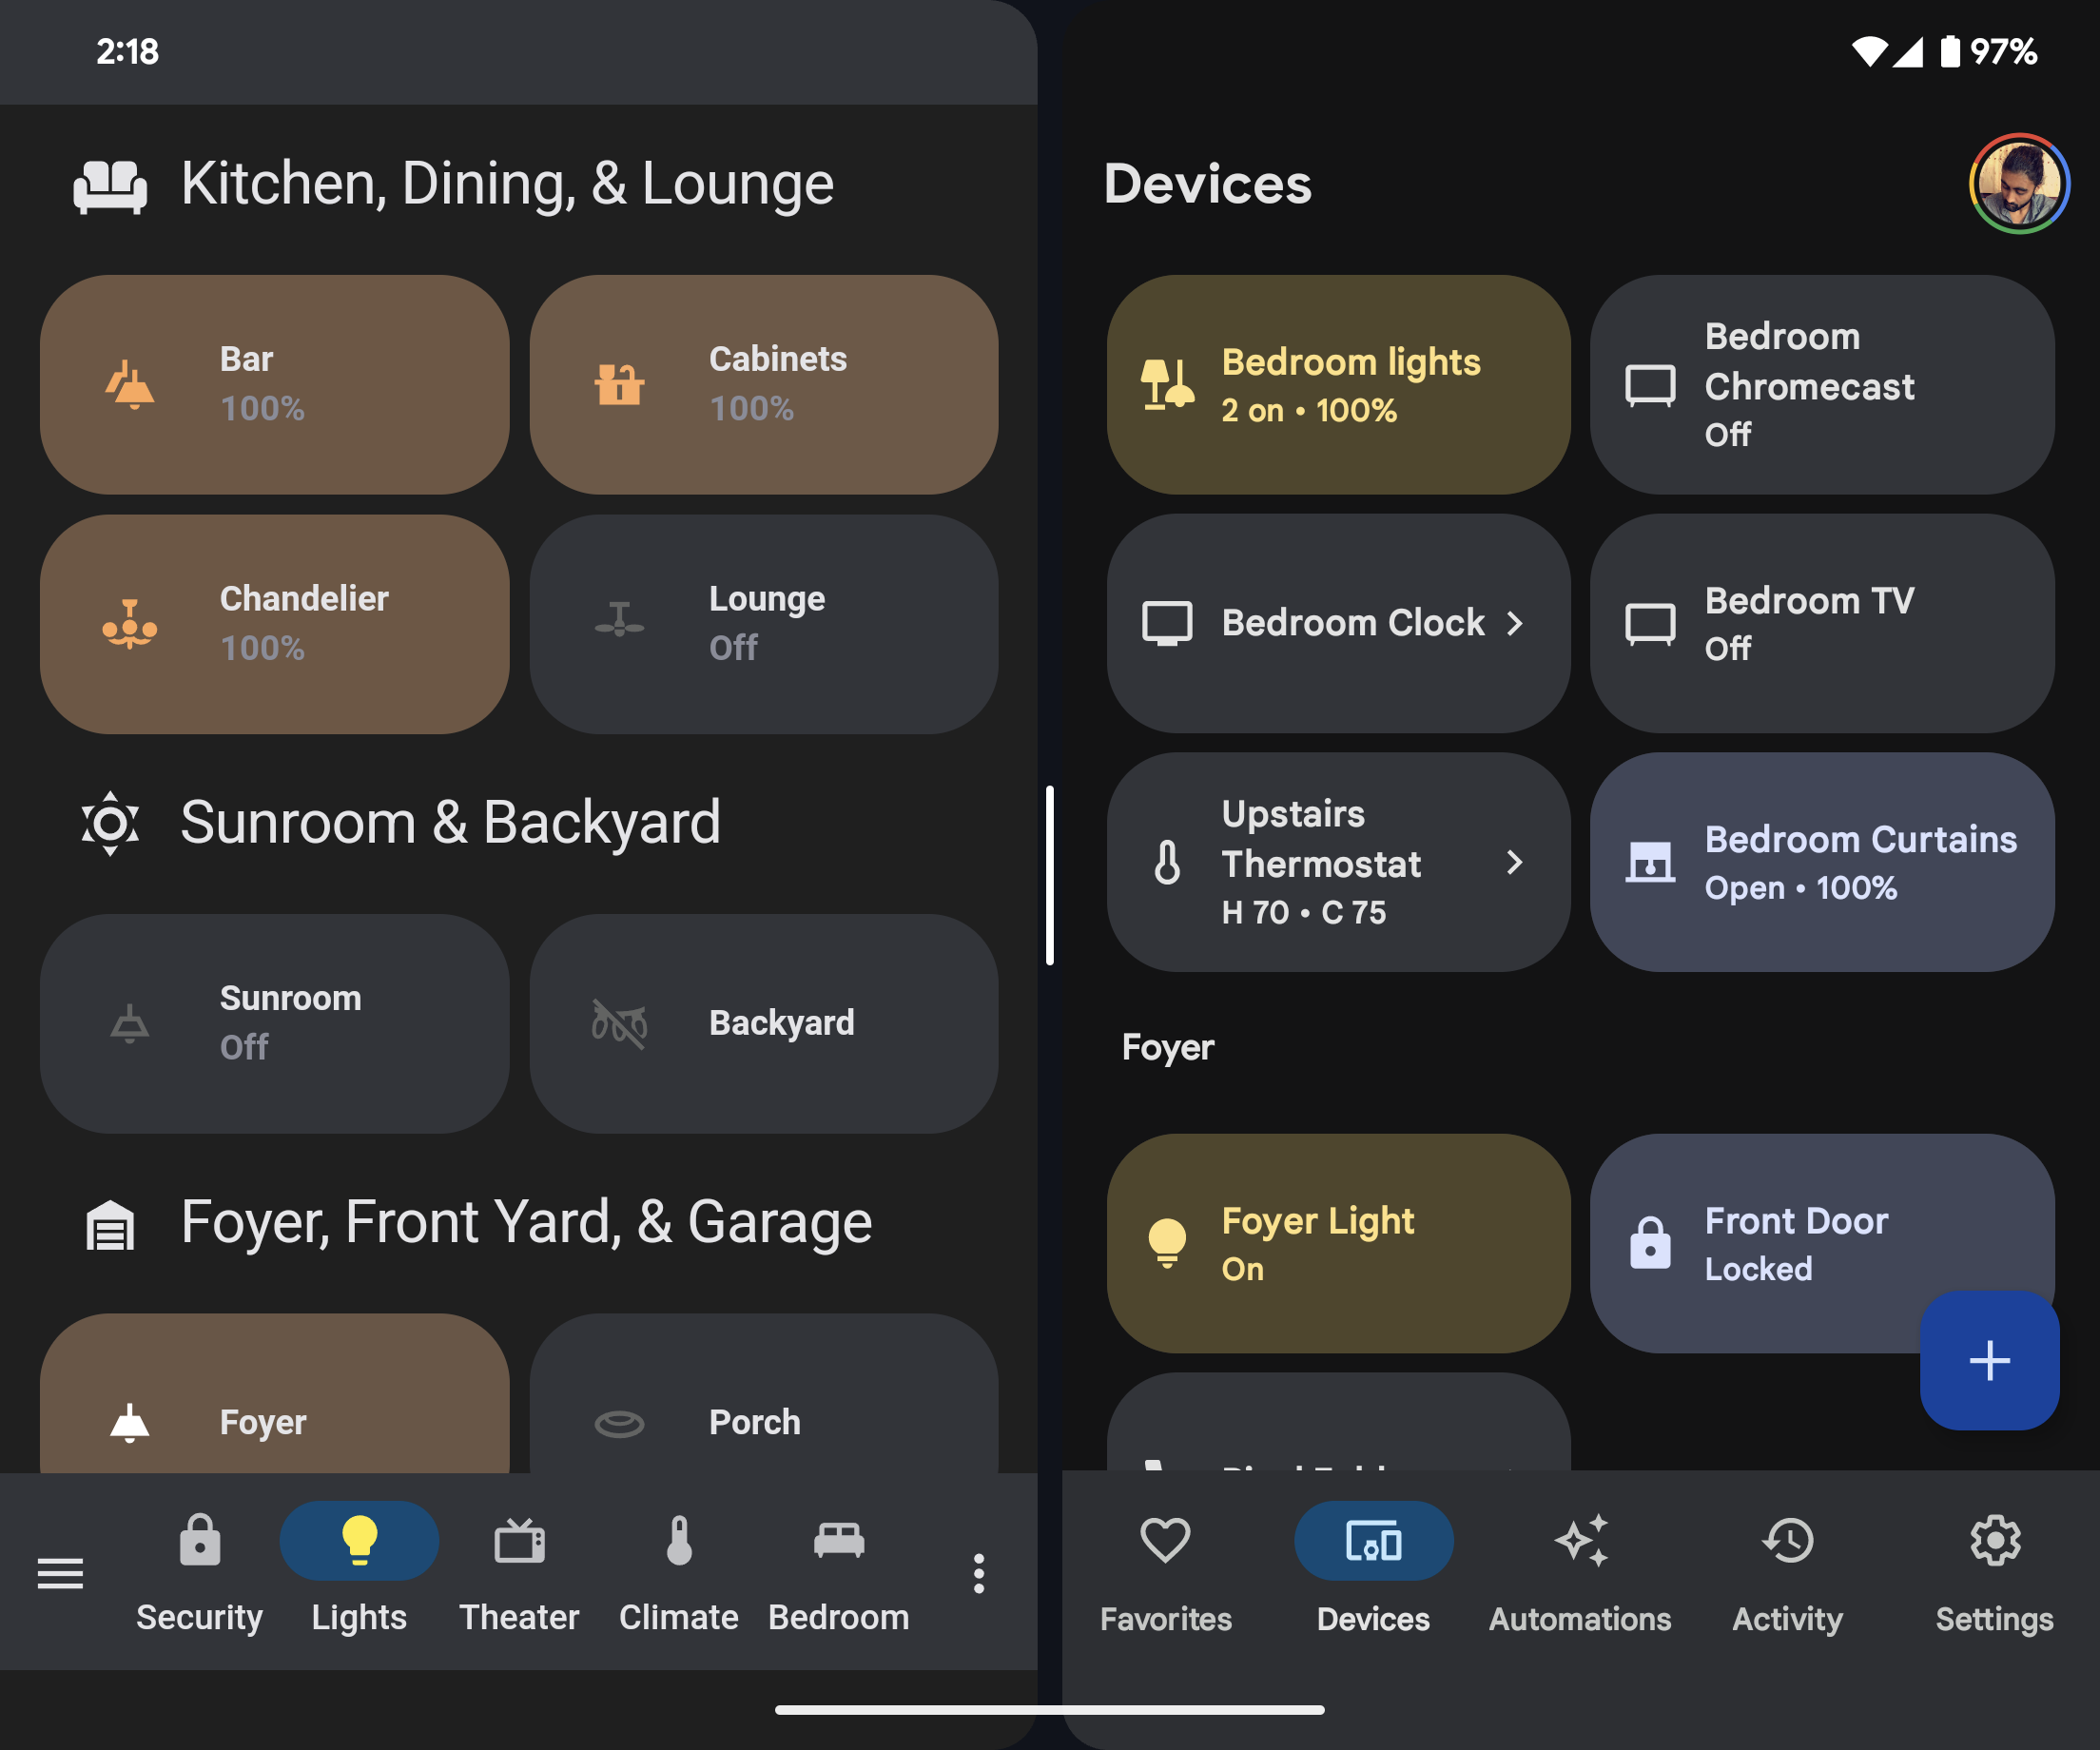 2:18
Kitchen, Dining, & Lounge
Bar
100%
Cabinets
100%
Chandelier
100%
Lounge
Off
Sunroom & Backyard
Sunroom
Off
Backyard
Foyer, Front Yard, & Garage
Foyer
Porch
Security
Lights
Theater
Climate
Bedroom
97%
Devices
Bedroom lights
2 on • 100%
Bedroom
Chromecast
Off
Bedroom Clock
Bedroom TV
Off
Upstairs
Thermostat
H 70 • C 75
Bedroom Curtains
Open • 100%
Foyer
Foyer Light
On
Front Door
Locked
Favorites
Devices
Automations
Activity
Settings